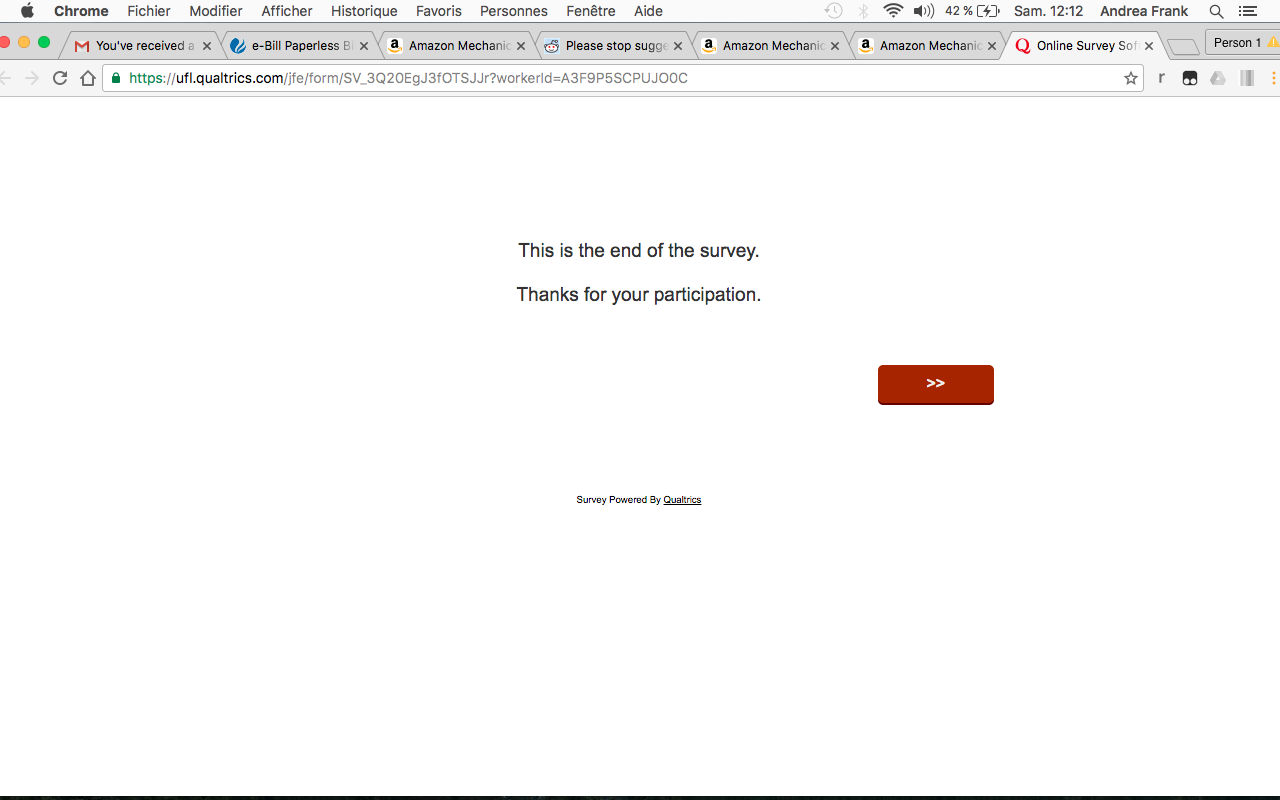 Chrome Fichier Modifier Afficher Historique Favoris Personnes Fenêtre Aide 42 % Sam. 12:12 Andrea Frank
You've received a e-Bill Paperless Bi Amazon Mechanic Please stop sugge Amazon Mechanic Amazon Mechanic Online Survey Soft Person 1
https://ufl.qualtrics.com/jfe/form/SV_3Q20EgJ3fOTSJJr?workerId=A3F9P5SCPUJO0C r
This is the end of the survey.
Thanks for your participation.
>>
Survey Powered By Qualtrics